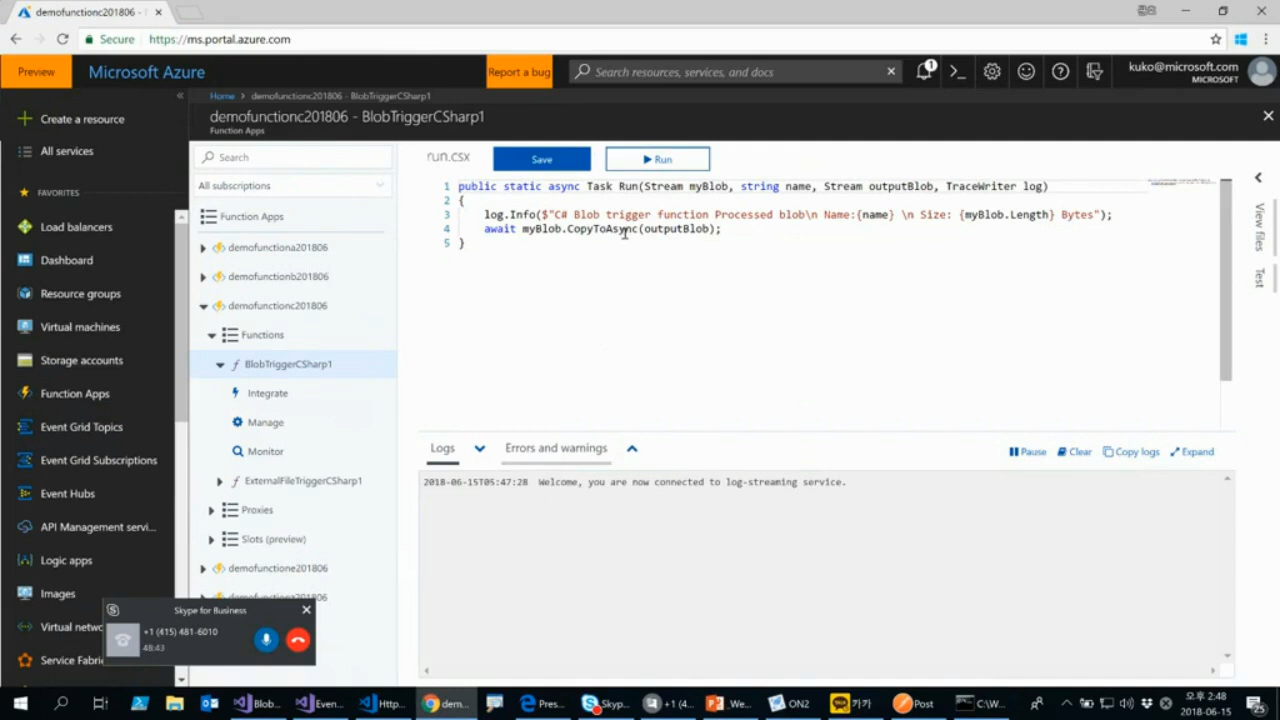 demofunctionc201806 -
Secure
https://ms.portal.azure.com
Preview
Microsoft Azure
Report a bug
Search resources, services, and docs
1
kuko@microsoft.com
MICROSOFT
Home > demofunctionc201806 - BlobTriggerCSharp1
demofunctionc201806 - BlobTriggerCSharp1
Function Apps
Create a resource
All services
FAVORITES
Load balancers
Dashboard
Resource groups
Virtual machines
Storage accounts
Function Apps
Event Grid Topics
Event Grid Subscriptions
Event Hubs
API Management servi...
Logic apps
Images
Virtual netwo
Service Fabri
Search
All subscriptions
Function Apps
demofunctiona201806
demofunctionb201806
demofunctionc201806
Functions
BlobTriggerCSharp1
Integrate
Manage
Monitor
ExternalFileTriggerCSharp1
Proxies
Slots (preview)
demofunctione201806
run.csx
Save
Run
1 public static async Task Run(Stream myBlob, string name, Stream outputBlob, TraceWriter log)
2 {
3 log.Info($"C# Blob trigger function Processed blob\n Name:{name} \n Size: {myBlob.Length} Bytes");
4 await myBlob.CopyToAsync(outputBlob);
5 }
View files
Test
Logs
Errors and warnings
Pause
Clear
Copy logs
Expand
2018-06-15T05:47:28 Welcome, you are now connected to log-streaming service.
Skype for Business
+1 (415) 481-6010
48:43
Blob...
Even...
Http...
dem...
Pres...
Skyp...
+1 (4...
_We...
ON2
카카...
Post
C:\W...
오후 2:48
2018-06-15
25